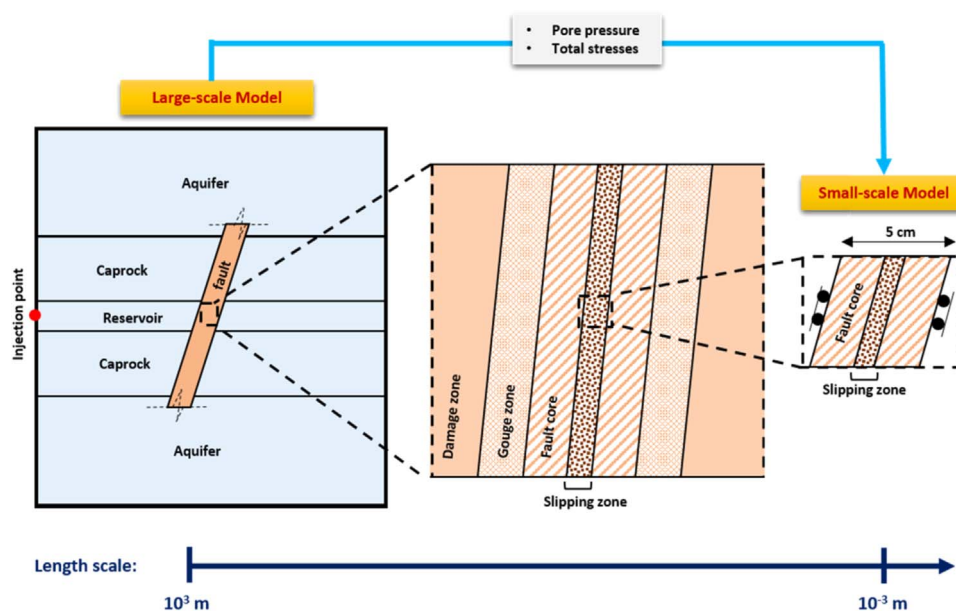 • Pore pressure
• Total stresses
Large-scale Model
Small-scale Model
Aquifer
Caprock
fault
Reservoir
Injection point
Caprock
Aquifer
Damage zone
Gouge zone
Fault core
Slipping zone
5 cm
Fault core
Slipping zone
Length scale:
10³ m
10⁻³ m